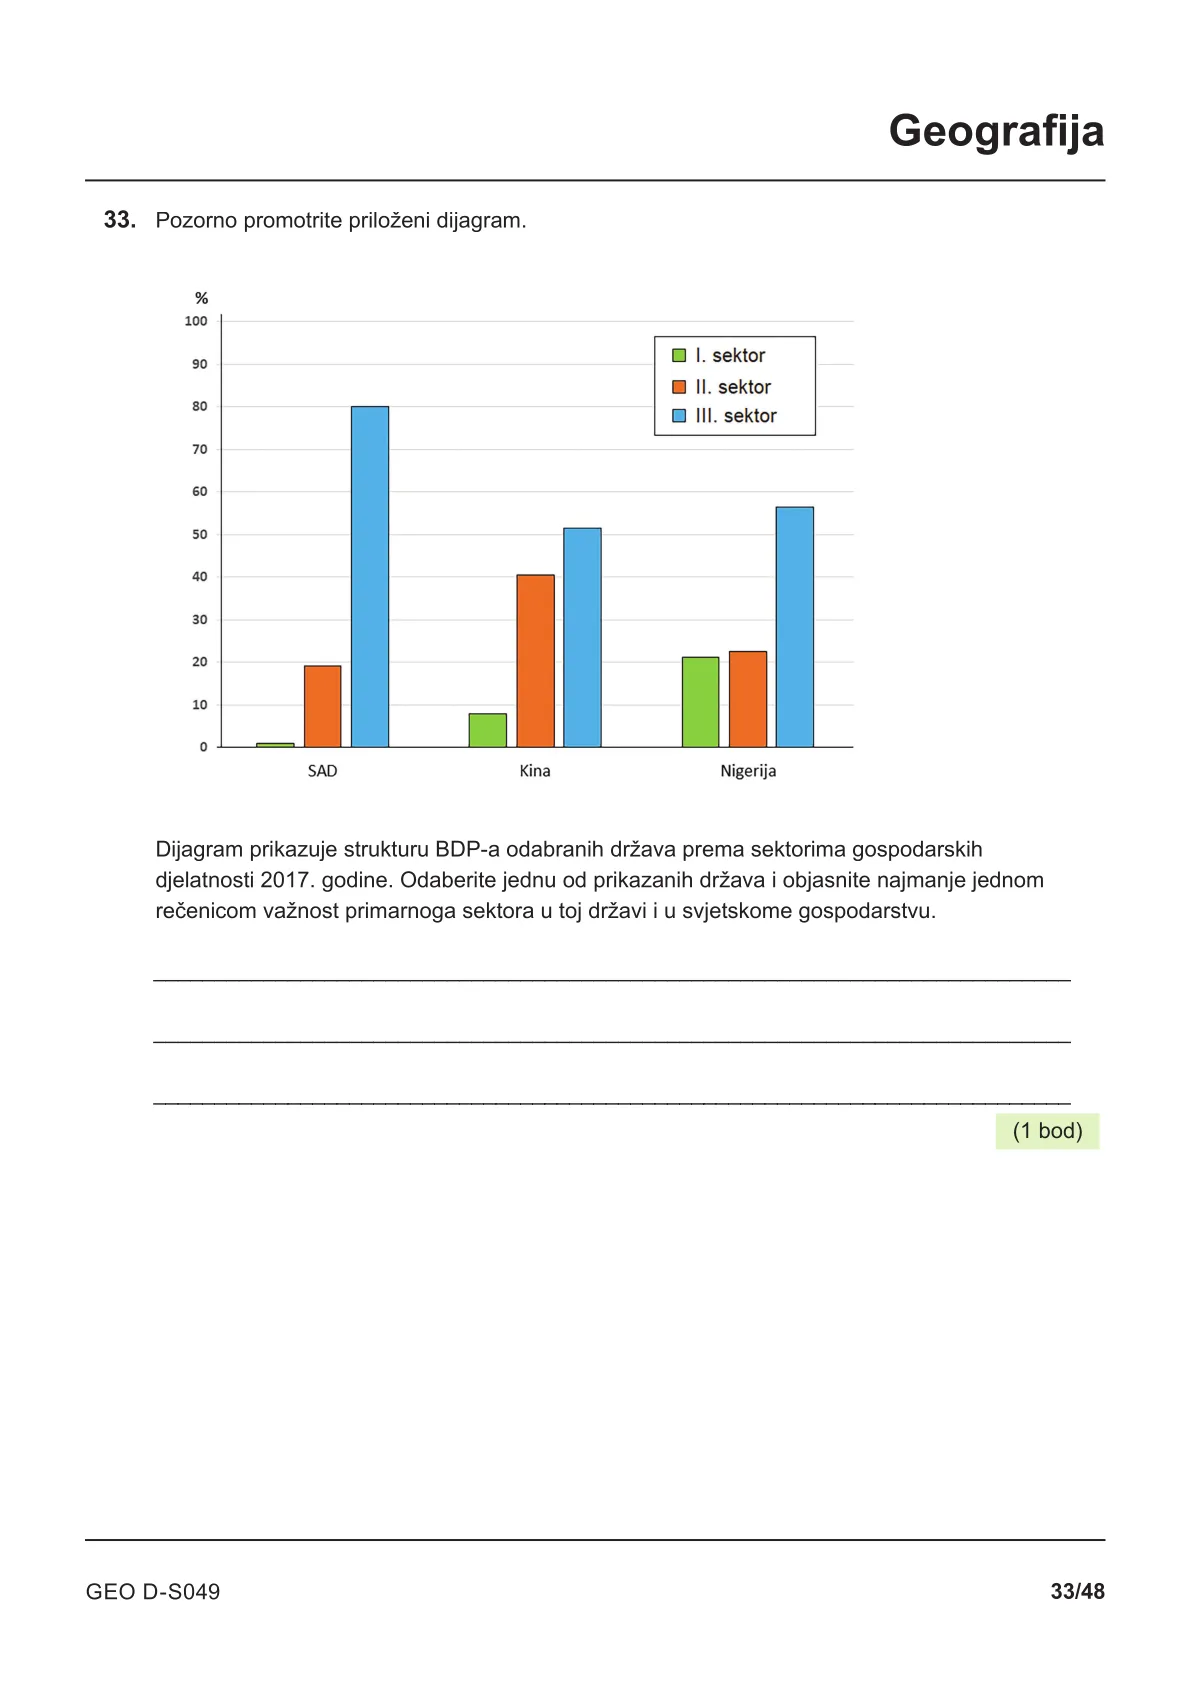 Geografija
33. Pozorno promotrite priloženi dijagram.
%
100
90
80
70
60
50
40
30
20
10
0
I. sektor
II. sektor
III. sektor
SAD Kina Nigerija
Dijagram prikazuje strukturu BDP-a odabranih država prema sektorima gospodarskih
djelatnosti 2017. godine. Odaberite jednu od prikazanih država i objasnite najmanje jednom
rečenicom važnost primarnoga sektora u toj državi i u svjetskome gospodarstvu.
(1 bod)
GEO D-S049 33/48